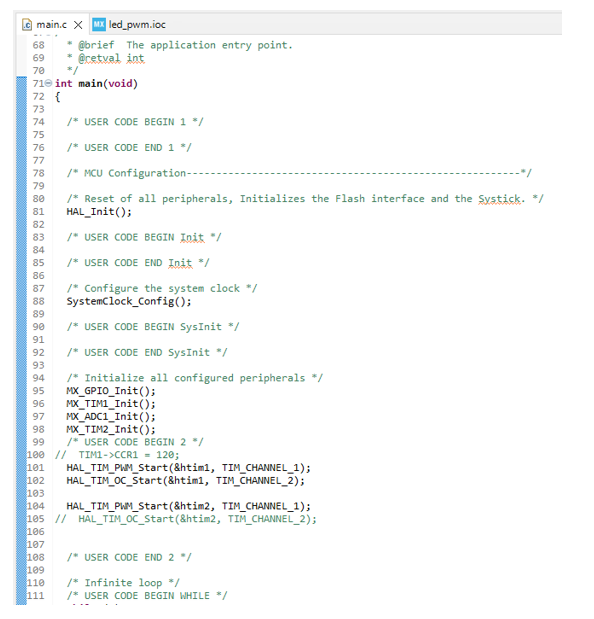 main.c led_pwm.ioc
68 * @brief The application entry point.
69 * @retval int
70 */
71 int main(void)
72 {
73
74 /* USER CODE BEGIN 1 */
75
76 /* USER CODE END 1 */
77
78 /* MCU Configuration--------------------------------------------------------*/
79
80 /* Reset of all peripherals, Initializes the Flash interface and the Systick. */
81 HAL_Init();
82
83 /* USER CODE BEGIN Init */
84
85 /* USER CODE END Init */
86
87 /* Configure the system clock */
88 SystemClock_Config();
89
90 /* USER CODE BEGIN SysInit */
91
92 /* USER CODE END SysInit */
93
94 /* Initialize all configured peripherals */
95 MX_GPIO_Init();
96 MX_TIM1_Init();
97 MX_ADC1_Init();
98 MX_TIM2_Init();
99 /* USER CODE BEGIN 2 */
100 // TIM1->CCR1 = 120;
101 HAL_TIM_PWM_Start(&htim1, TIM_CHANNEL_1);
102 HAL_TIM_OC_Start(&htim1, TIM_CHANNEL_2);
103
104 HAL_TIM_PWM_Start(&htim2, TIM_CHANNEL_1);
105 // HAL_TIM_OC_Start(&htim2, TIM_CHANNEL_2);
106
107
108 /* USER CODE END 2 */
109
110 /* Infinite loop */
111 /* USER CODE BEGIN WHILE */